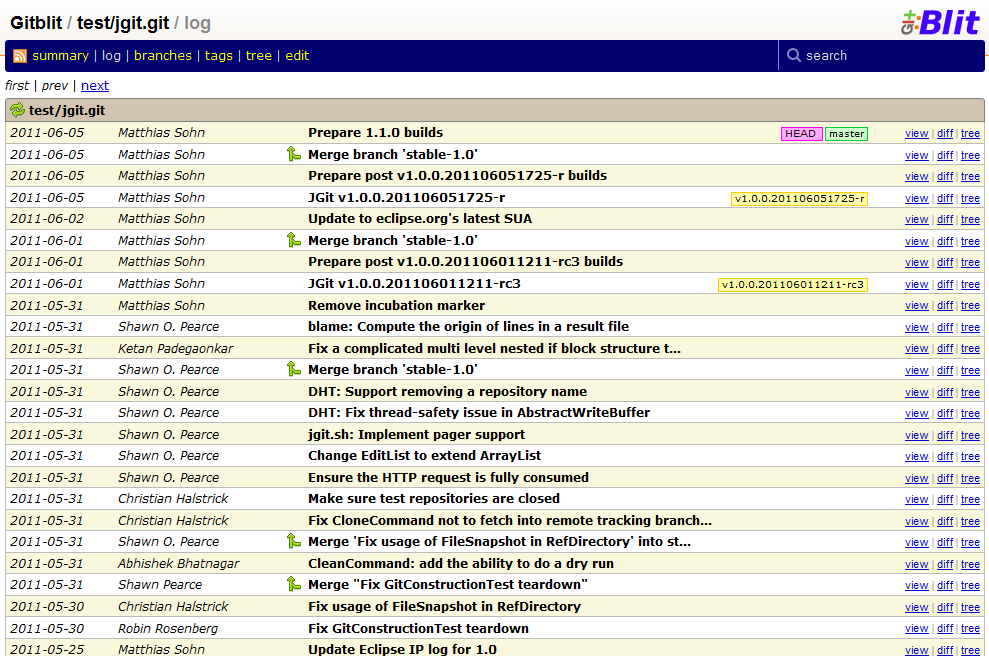 Gitblit / test/jgit.git / log
git:Blit
summary | log | branches | tags | tree | edit search
first | prev | next
test/jgit.git
2011-06-05 Matthias Sohn Prepare 1.1.0 builds HEAD master view | diff | tree
2011-06-05 Matthias Sohn Merge branch 'stable-1.0' view | diff | tree
2011-06-05 Matthias Sohn Prepare post v1.0.0.201106051725-r builds view | diff | tree
2011-06-05 Matthias Sohn JGit v1.0.0.201106051725-r v1.0.0.201106051725-r view | diff | tree
2011-06-02 Matthias Sohn Update to eclipse.org's latest SUA view | diff | tree
2011-06-01 Matthias Sohn Merge branch 'stable-1.0' view | diff | tree
2011-06-01 Matthias Sohn Prepare post v1.0.0.201106011211-rc3 builds view | diff | tree
2011-06-01 Matthias Sohn JGit v1.0.0.201106011211-rc3 v1.0.0.201106011211-rc3 view | diff | tree
2011-05-31 Matthias Sohn Remove incubation marker view | diff | tree
2011-05-31 Shawn O. Pearce blame: Compute the origin of lines in a result file view | diff | tree
2011-05-31 Ketan Padegaonkar Fix a complicated multi level nested if block structure t... view | diff | tree
2011-05-31 Shawn O. Pearce Merge branch 'stable-1.0' view | diff | tree
2011-05-31 Shawn O. Pearce DHT: Support removing a repository name view | diff | tree
2011-05-31 Shawn O. Pearce DHT: Fix thread-safety issue in AbstractWriteBuffer view | diff | tree
2011-05-31 Shawn O. Pearce jgit.sh: Implement pager support view | diff | tree
2011-05-31 Shawn O. Pearce Change EditList to extend ArrayList view | diff | tree
2011-05-31 Shawn O. Pearce Ensure the HTTP request is fully consumed view | diff | tree
2011-05-31 Christian Halstrick Make sure test repositories are closed view | diff | tree
2011-05-31 Christian Halstrick Fix CloneCommand not to fetch into remote tracking branch... view | diff | tree
2011-05-31 Shawn O. Pearce Merge 'Fix usage of FileSnapshot in RefDirectory' into st... view | diff | tree
2011-05-31 Abhishek Bhatnagar CleanCommand: add the ability to do a dry run view | diff | tree
2011-05-31 Shawn Pearce Merge "Fix GitConstructionTest teardown" view | diff | tree
2011-05-30 Christian Halstrick Fix usage of FileSnapshot in RefDirectory view | diff | tree
2011-05-30 Robin Rosenberg Fix GitConstructionTest teardown view | diff | tree
2011-05-25 Matthias Sohn Update Eclipse IP log for 1.0 view | diff | tree